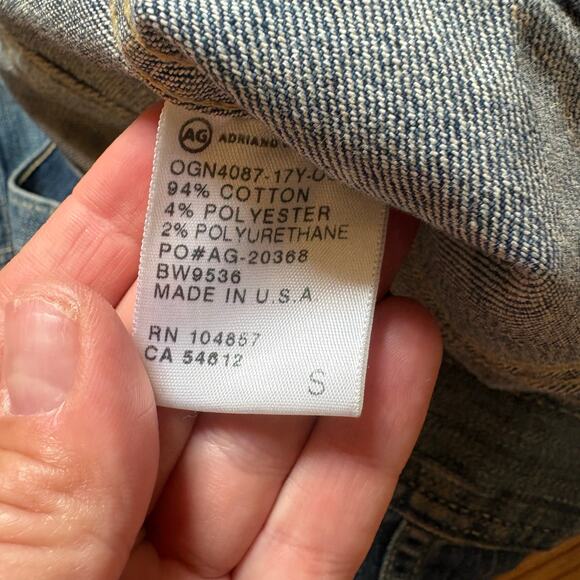 AG ADRIANO
OGN4087-17Y-
94% COTTON
4% POLYESTER
2% POLYURETHANE
PO#AG-20368
BW9536
MADE IN U.S.A
RN 104857
CA 54612
S